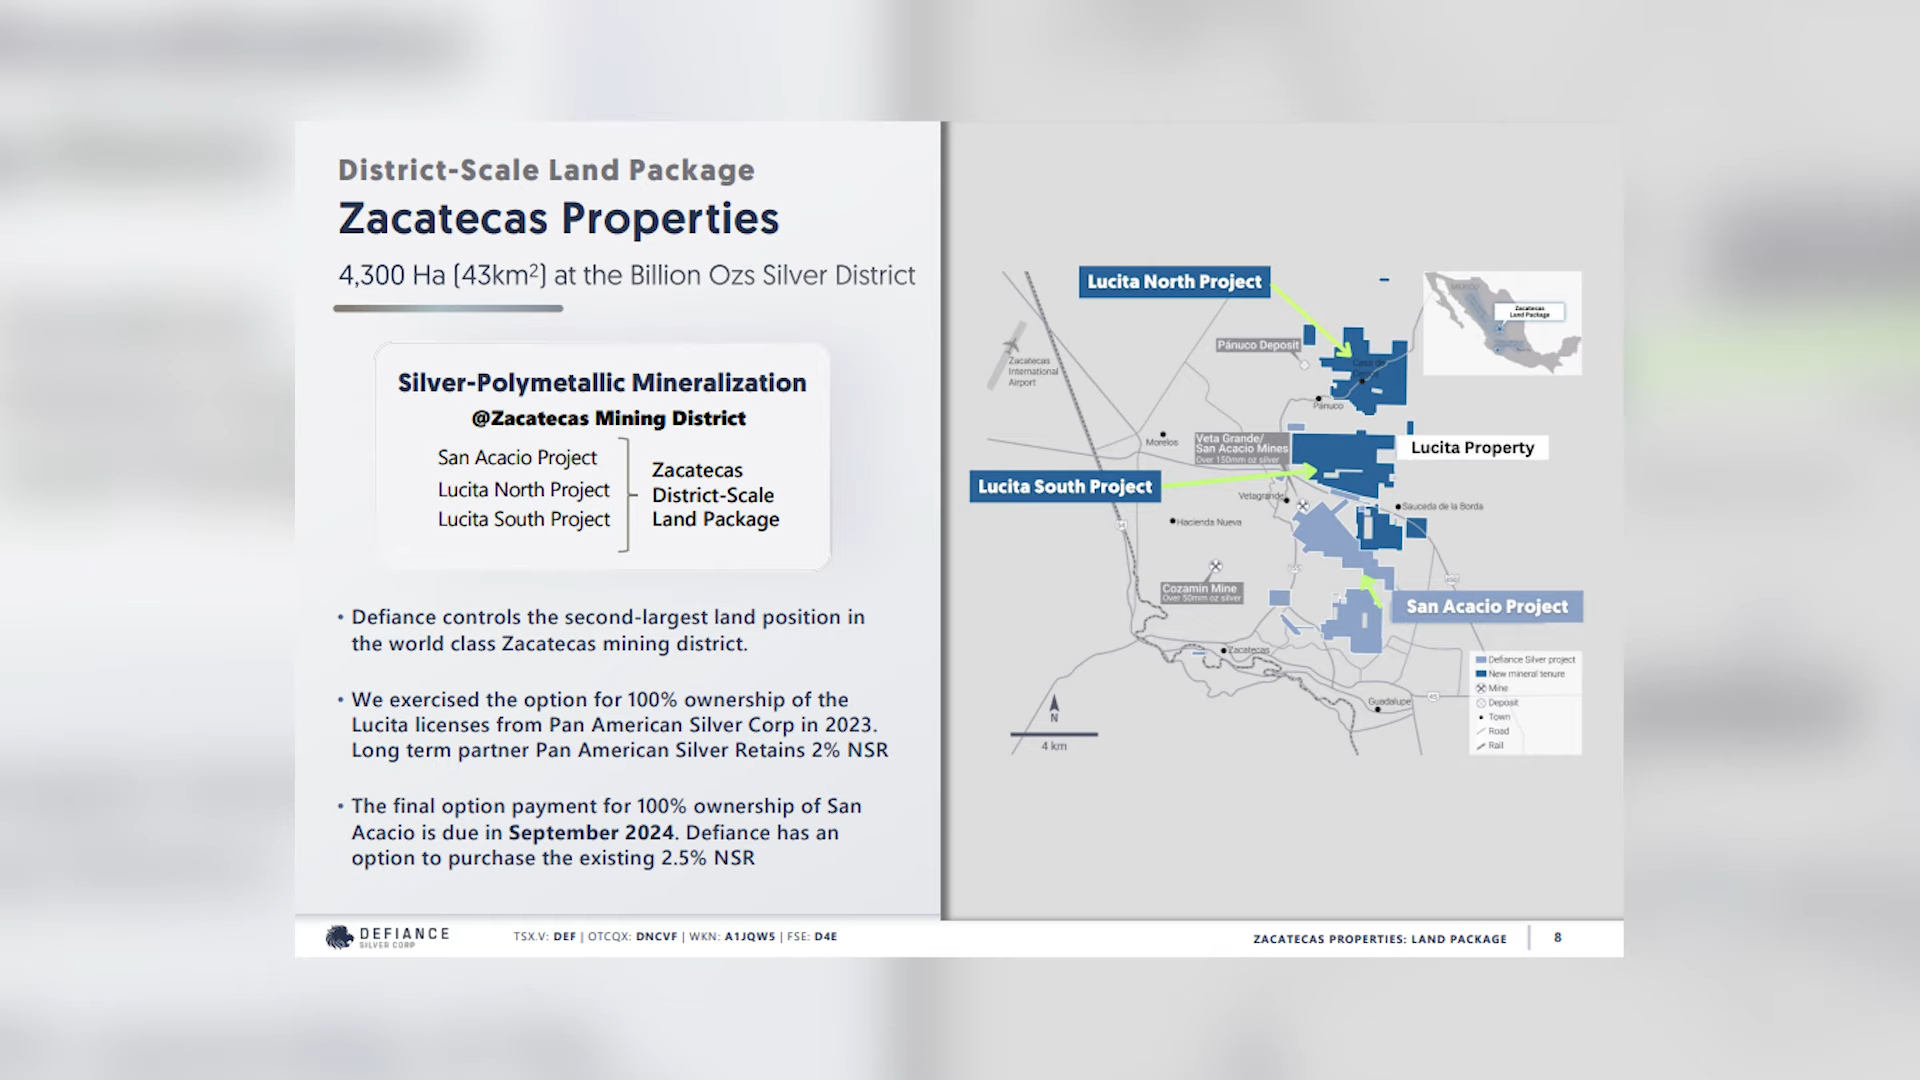 District-Scale Land Package
Zacatecas Properties
4,300 Ha (43km²) at the Billion Ozs Silver District
Silver-Polymetallic Mineralization
@Zacatecas Mining District
San Acacio Project
Lucita North Project
Lucita South Project
Zacatecas
District-Scale
Land Package
• Defiance controls the second-largest land position in
the world class Zacatecas mining district.
• We exercised the option for 100% ownership of the
Lucita licenses from Pan American Silver Corp in 2023.
Long term partner Pan American Silver Retains 2% NSR
• The final option payment for 100% ownership of San
Acacio is due in September 2024. Defiance has an
option to purchase the existing 2.5% NSR
Lucita North Project
Zacatecas
Land Package
Pánuco Deposit
Zacatecas
International
Airport
Pánuco
Morelos
Veta Grande/
San Acacio Mines
Over 150mm oz silver
Lucita Property
Lucita South Project
Vetagrande
Sauceda de la Borda
Hacienda Nueva
54
Cozamin Mine
Over 50mm oz silver
San Acacio Project
Zacatecas
Guadalupe
45
N
4 km
Defiance Silver project
New mineral tenure
Mine
Deposit
Town
Road
Rail
DEFIANCE
SILVER CORP
TSX.V: DEF | OTCQX: DNCVF | WKN: A1JQW5 | FSE: D4E
ZACATECAS PROPERTIES: LAND PACKAGE
8